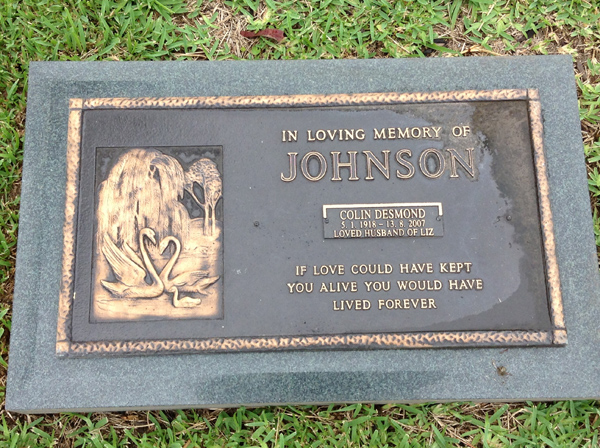 IN LOVING MEMORY OF
JOHNSON
COLIN DESMOND
5. 1. 1918 – 13. 8. 2007
LOVED HUSBAND OF LIZ
IF LOVE COULD HAVE KEPT
YOU ALIVE YOU WOULD HAVE
LIVED FOREVER